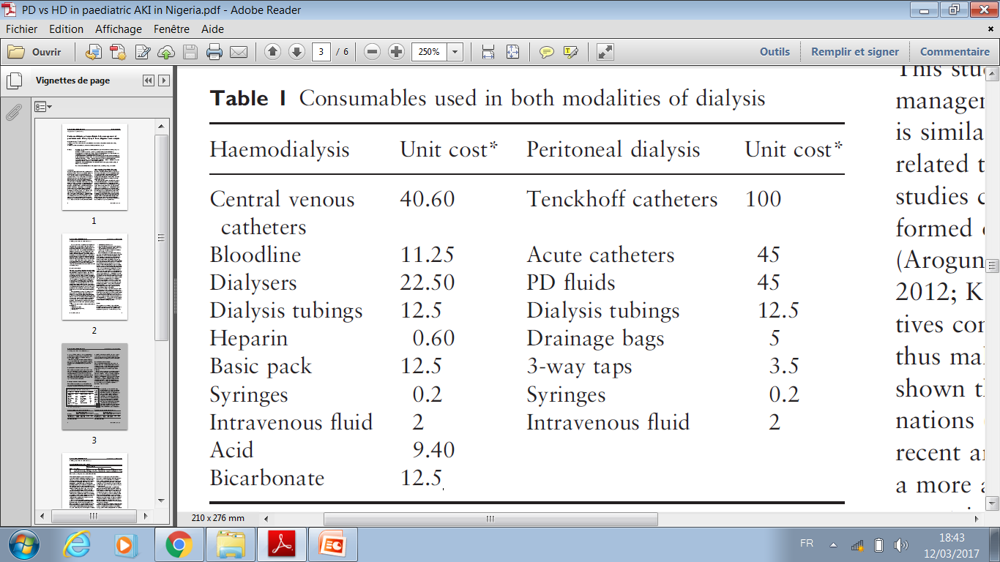 PD vs HD in paediatric AKI in Nigeria.pdf - Adobe Reader
Fichier Edition Affichage Fenêtre Aide
Ouvrir 3 / 6 250% Outils Remplir et signer Commentaire
Vignettes de page
1
2
3
Table 1 Consumables used in both modalities of dialysis
Haemodialysis Unit cost* Peritoneal dialysis Unit cost*
Central venous 40.60 Tenckhoff catheters 100
catheters
Bloodline 11.25 Acute catheters 45
Dialysers 22.50 PD fluids 45
Dialysis tubings 12.5 Dialysis tubings 12.5
Heparin 0.60 Drainage bags 5
Basic pack 12.5 3-way taps 3.5
Syringes 0.2 Syringes 0.2
Intravenous fluid 2 Intravenous fluid 2
Acid 9.40
Bicarbonate 12.5
This stu
manager
is simila
related t
studies c
formed
(Arogun
2012; K
tives con
thus mal
shown t
nations
recent a
a more a
210 x 276 mm
FR 18:43
12/03/2017